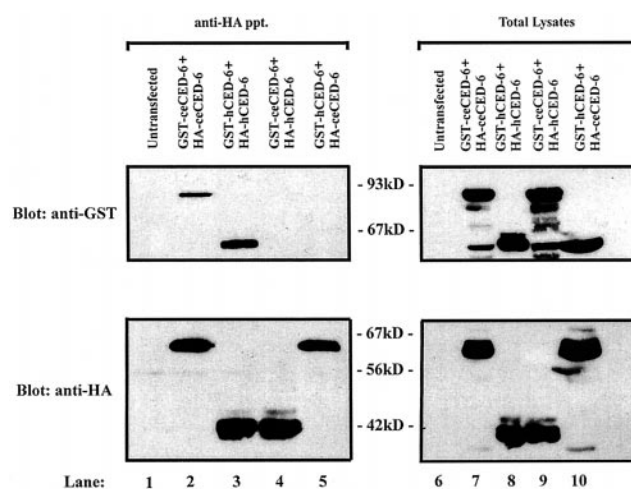 anti-HA ppt.
Total Lysates
Untransfected
GST-ceCED-6+
HA-ceCED-6
GST-hCED-6+
HA-hCED-6
GST-ceCED-6+
HA-hCED-6
GST-hCED-6+
HA-ceCED-6
Untransfected
GST-ceCED-6+
HA-ceCED-6
GST-hCED-6+
HA-hCED-6
GST-ceCED-6+
HA-hCED-6
GST-hCED-6+
HA-ceCED-6
Blot: anti-GST
- 93kD -
- 67kD -
Blot: anti-HA
- 67kD -
- 56kD -
- 42kD -
Lane: 1 2 3 4 5 6 7 8 9 10